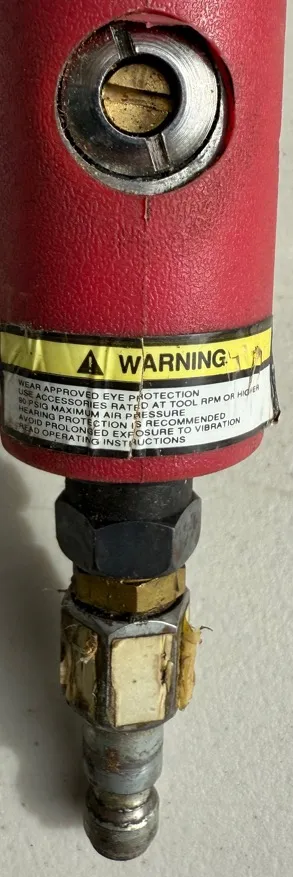 WARNING
WEAR APPROVED EYE PROTECTION
USE ACCESSORIES RATED AT TOOL RPM OR HIGHER
90 PSIG MAXIMUM AIR PRESSURE
HEARING PROTECTION IS RECOMMENDED
AVOID PROLONGED EXPOSURE TO VIBRATION
READ OPERATING INSTRUCTIONS